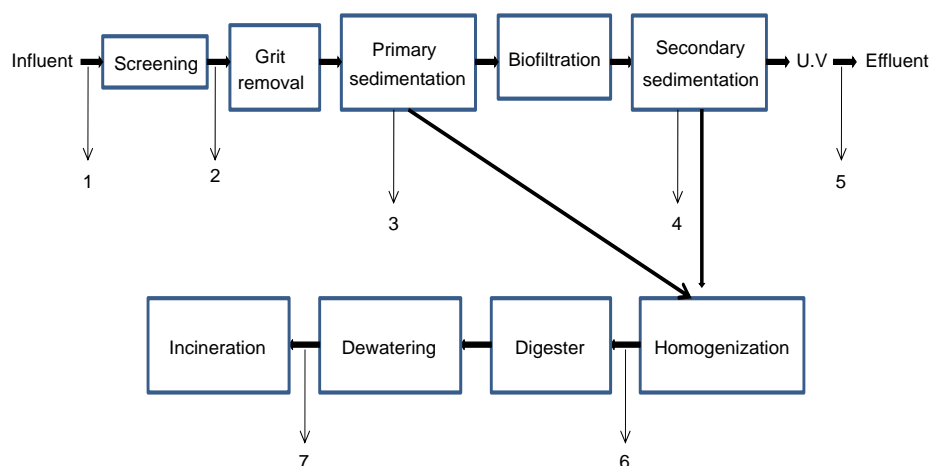 Influent
Screening
Grit
removal
Primary
sedimentation
Biofiltration
Secondary
sedimentation
U.V
Effluent
1
2
3
4
5
Incineration
Dewatering
Digester
Homogenization
7
6